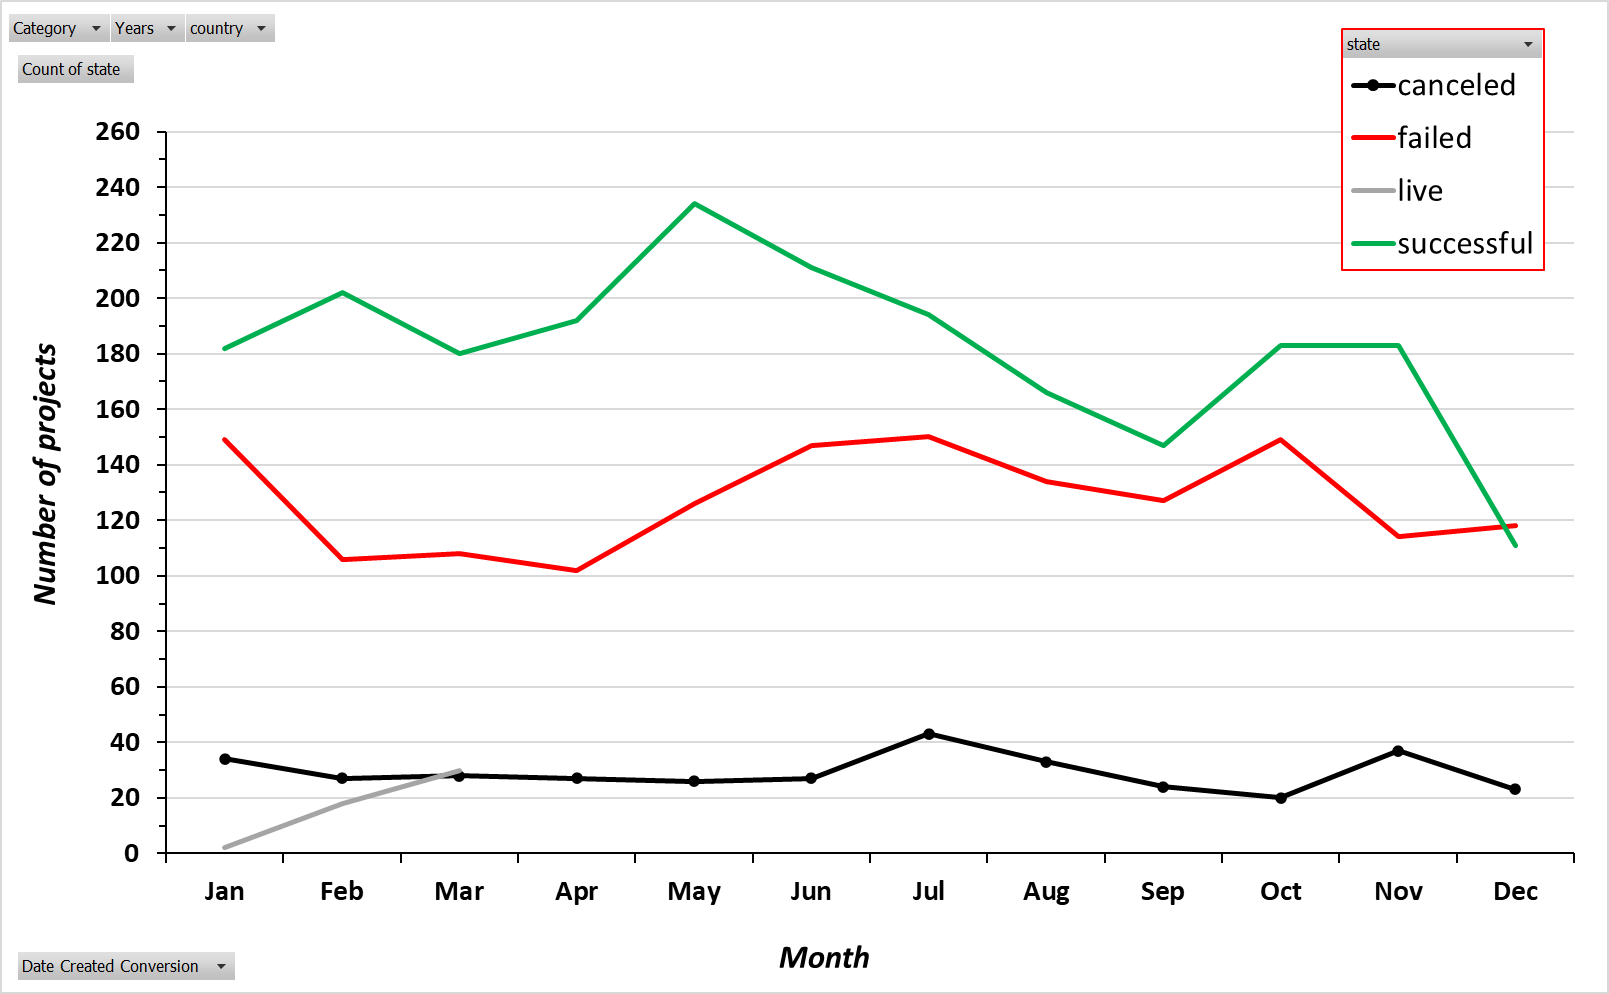 Category Years country
Count of state
state
canceled
failed
live
successful
260
240
220
200
180
160
140
120
100
80
60
40
20
0
Number of projects
Jan Feb Mar Apr May Jun Jul Aug Sep Oct Nov Dec
Month
Date Created Conversion